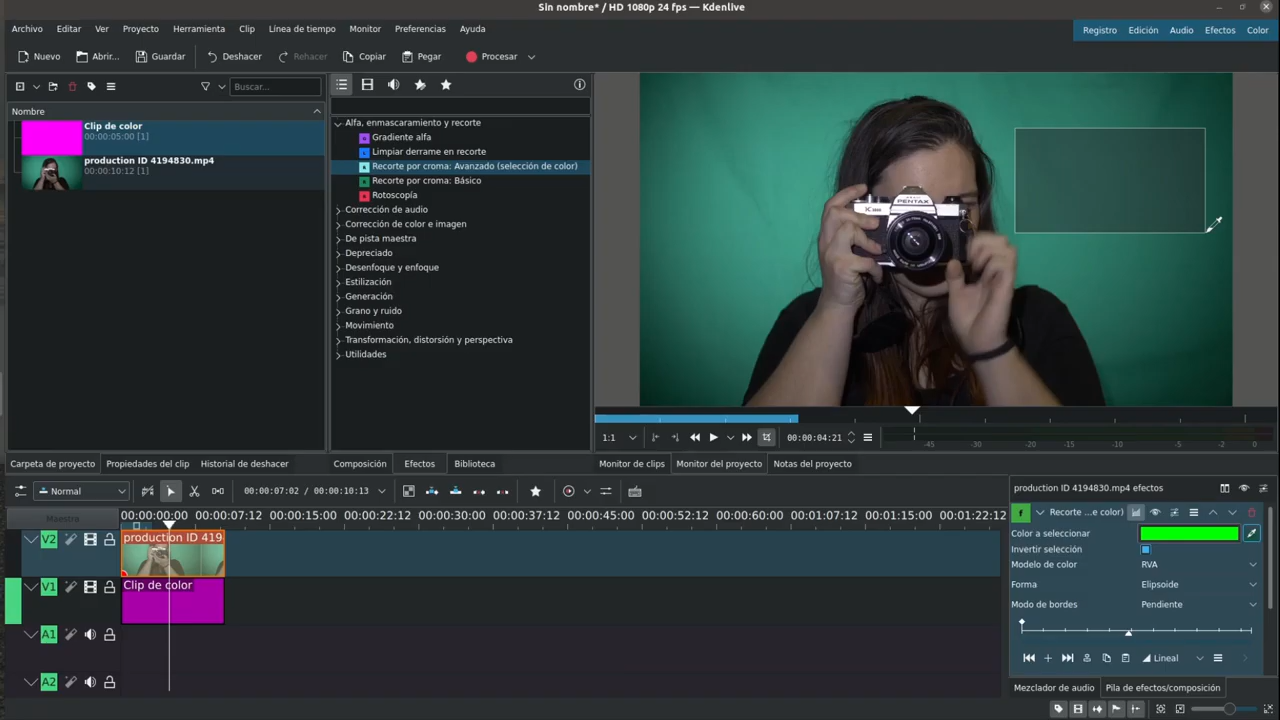 Sin nombre* / HD 1080p 24 fps — Kdenlive
Archivo Editar Ver Proyecto Herramienta Clip Línea de tiempo Monitor Preferencias Ayuda
Registro Edición Audio Efectos Color
Nuevo Abrir... Guardar Deshacer Rehacer Copiar Pegar Procesar
Buscar...
Nombre
Clip de color
00:00:05:00 [1]
production ID 4194830.mp4
00:00:10:12 [1]
Alfa, enmascaramiento y recorte
Gradiente alfa
Limpiar derrame en recorte
Recorte por croma: Avanzado (selección de color)
Recorte por croma: Básico
Rotoscopía
Corrección de audio
Corrección de color e imagen
De pista maestra
Depreciado
Desenfoque y enfoque
Estilización
Generación
Grano y ruido
Movimiento
Transformación, distorsión y perspectiva
Utilidades
PENTAX
1:1 00:00:04:21 -45 -30 -20 -15 -10 -5 -2 0
Carpeta de proyecto Propiedades del clip Historial de deshacer
Composición Efectos Biblioteca
Monitor de clips Monitor del proyecto Notas del proyecto
Normal 00:00:07:02 / 00:00:10:13
Maestra 00:00:00:00 00:00:07:12 00:00:15:00 00:00:22:12 00:00:30:00 00:00:37:12 00:00:45:00 00:00:52:12 00:01:00:00 00:01:07:12 00:01:15:00 00:01:22:12
V2 production ID 419
V1 Clip de color
A1
A2
production ID 4194830.mp4 efectos
f Recorte ...e color)
Color a seleccionar
Invertir selección
Modelo de color RVA
Forma Elipsoide
Modo de bordes Pendiente
Lineal
Mezclador de audio Pila de efectos/composición